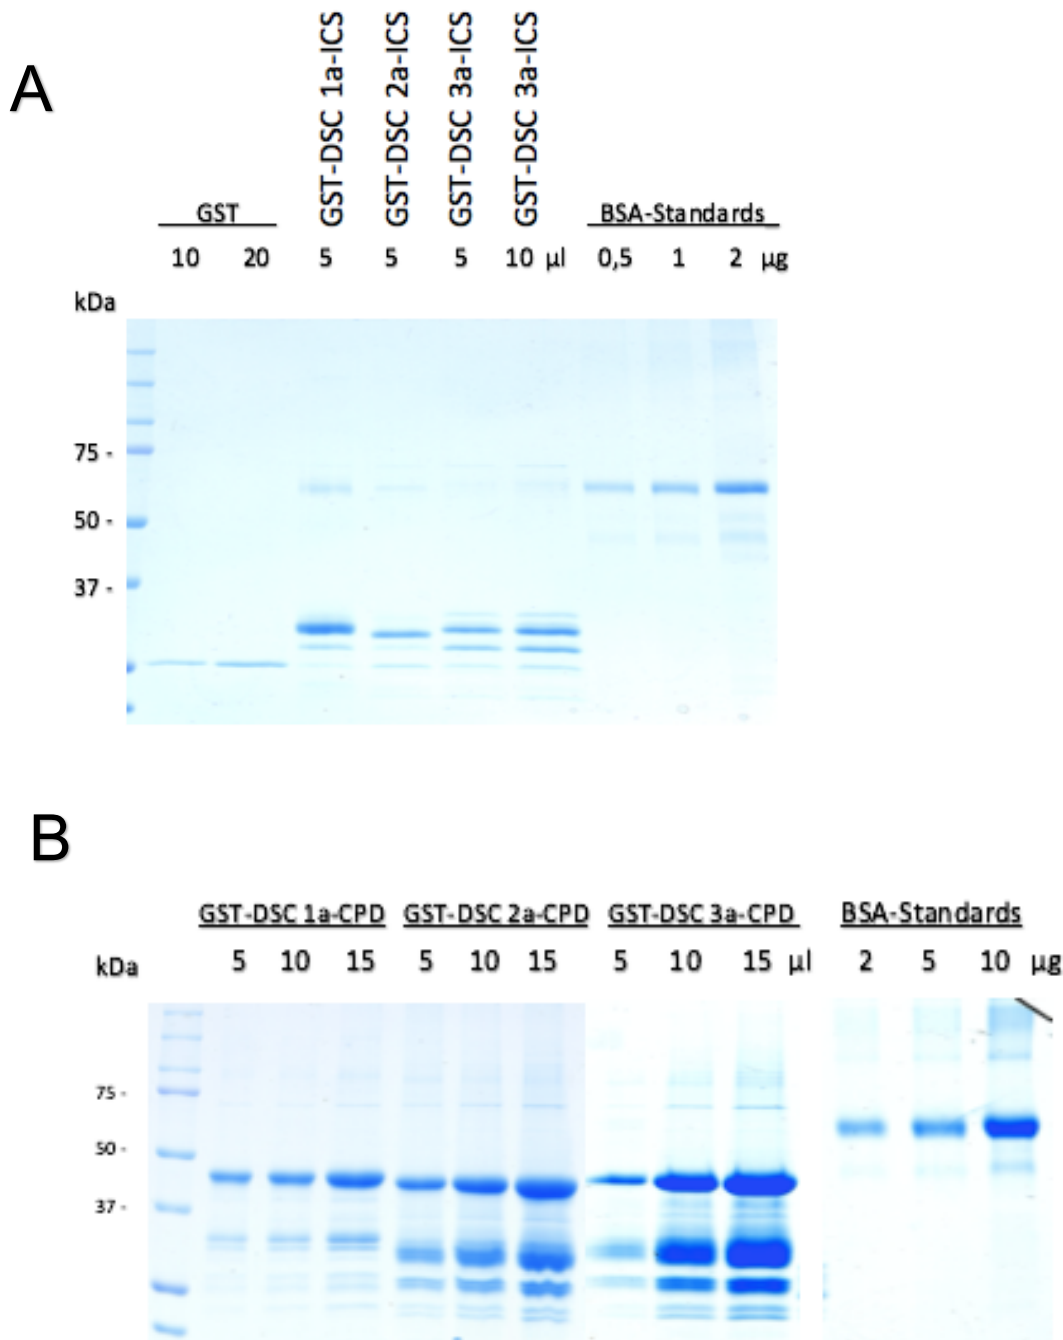 A
GST-DSC 1a-ICS
GST-DSC 2a-ICS
GST-DSC 3a-ICS
GST-DSC 3a-ICS
GST
BSA-Standards
10 20 5 5 5 10 µl 0,5 1 2 µg
kDa
75 -
50 -
37 -
B
GST-DSC 1a-CPD GST-DSC 2a-CPD GST-DSC 3a-CPD BSA-Standards
kDa 5 10 15 5 10 15 5 10 15 µl 2 5 10 µg
75 -
50 -
37 -